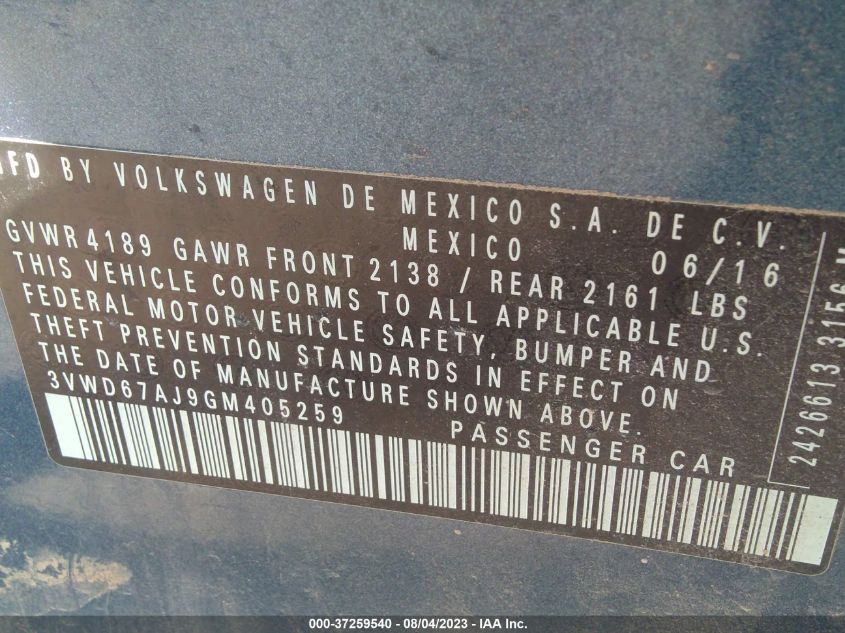 MFD BY VOLKSWAGEN DE MEXICO S.A. DE C.V.
MEXICO 06/16
GVWR 4189 GAWR FRONT 2138 / REAR 2161 LBS
THIS VEHICLE CONFORMS TO ALL APPLICABLE U.S.
FEDERAL MOTOR VEHICLE SAFETY, BUMPER AND
THEFT PREVENTION STANDARDS IN EFFECT ON
THE DATE OF MANUFACTURE SHOWN ABOVE.
3VWD67AJ9GM405259 PASSENGER CAR
2426613 3156
000-37259540 - 08/04/2023 - IAA Inc.